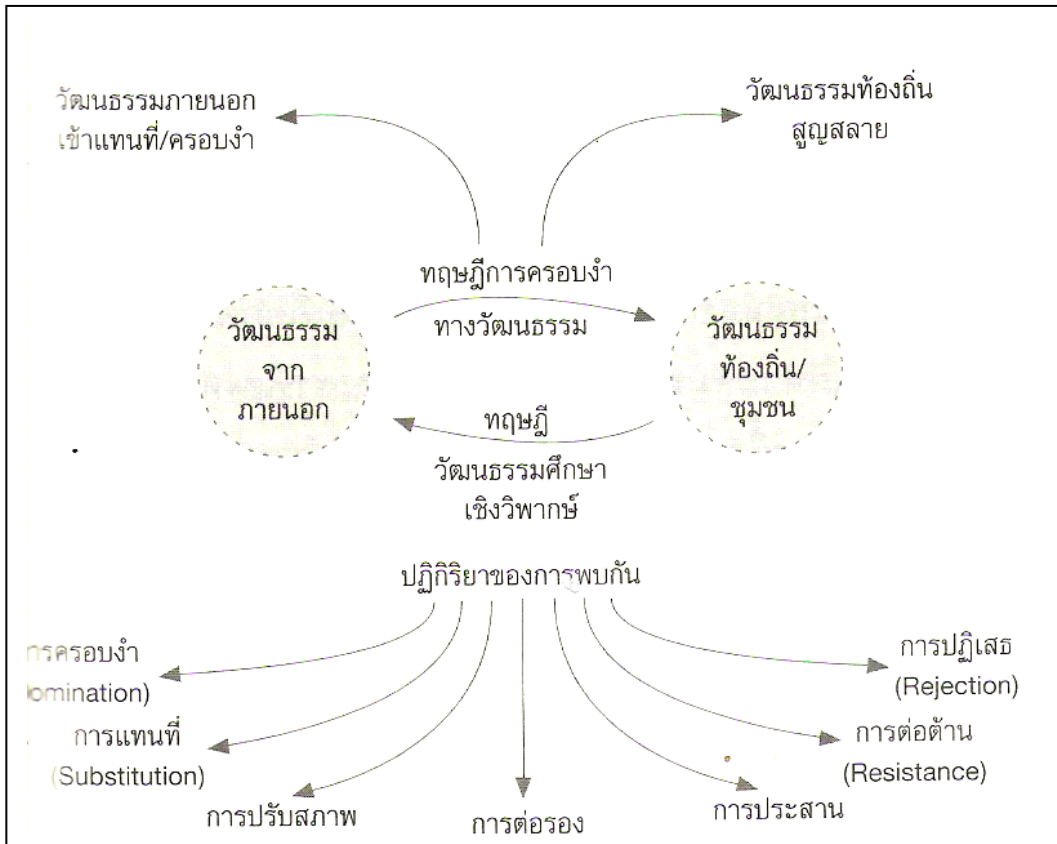 วัฒนธรรมภายนอก
เข้าแทนที่/ครอบงำ
วัฒนธรรมท้องถิ่น
สูญสลาย
ทฤษฎีการครอบงำ
ทางวัฒนธรรม
วัฒนธรรม
จาก
ภายนอก
วัฒนธรรม
ท้องถิ่น/
ชุมชน
ทฤษฎี
วัฒนธรรมศึกษา
เชิงวิพากษ์
ปฏิกิริยาของการพบกัน
ารครอบงำ
omination)
การแทนที่
(Substitution)
การปรับสภาพ
การต่อรอง
การประสาน
การต่อต้าน
(Resistance)
การปฏิเสธ
(Rejection)